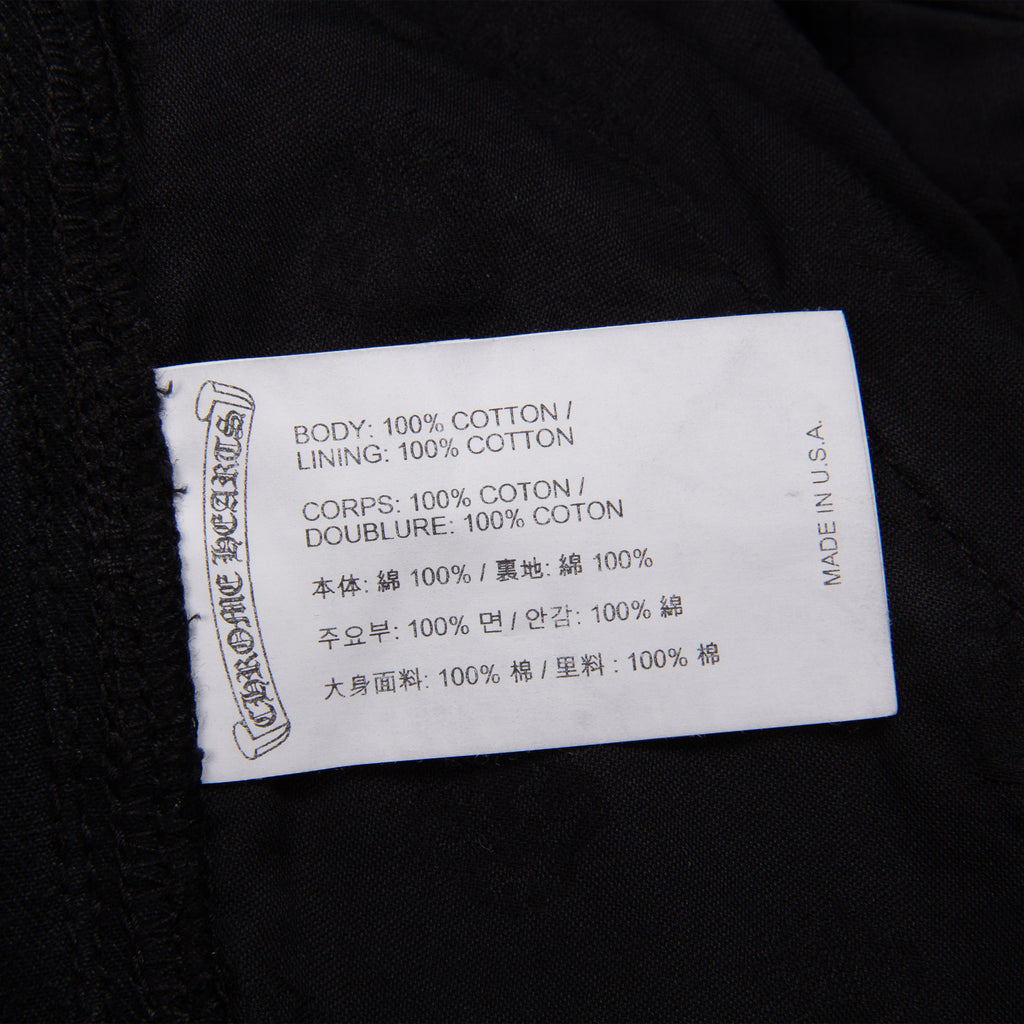 CHROME HEARTS
BODY: 100% COTTON /
LINING: 100% COTTON
CORPS: 100% COTON /
DOUBLURE: 100% COTON
本体: 綿 100% / 裏地: 綿 100%
주요부: 100% 면 / 안감: 100% 綿
大身面料: 100% 棉 / 里料 : 100% 棉
MADE IN U.S.A.